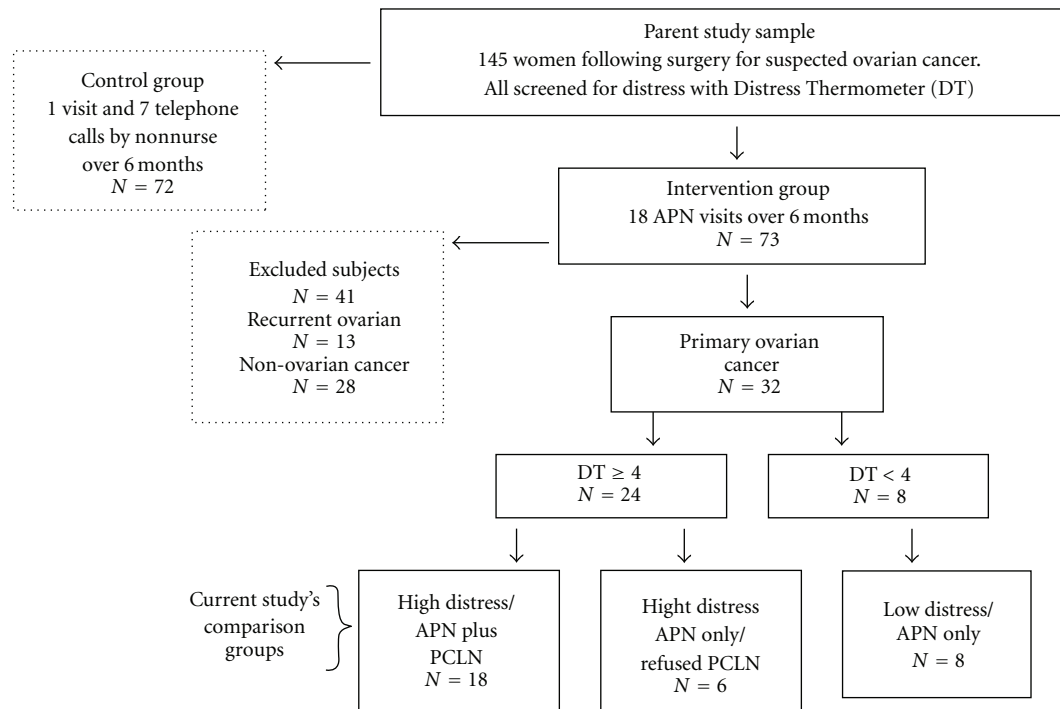 Parent study sample
145 women following surgery for suspected ovarian cancer.
All screened for distress with Distress Thermometer (DT)
Control group
1 visit and 7 telephone
calls by nonnurse
over 6 months
N = 72
Intervention group
18 APN visits over 6 months
N = 73
Excluded subjects
N = 41
Recurrent ovarian
N = 13
Non-ovarian cancer
N = 28
Primary ovarian
cancer
N = 32
DT ≥ 4
N = 24
DT < 4
N = 8
Current study's
comparison
groups
High distress/
APN plus
PCLN
N = 18
Hight distress
APN only/
refused PCLN
N = 6
Low distress/
APN only
N = 8